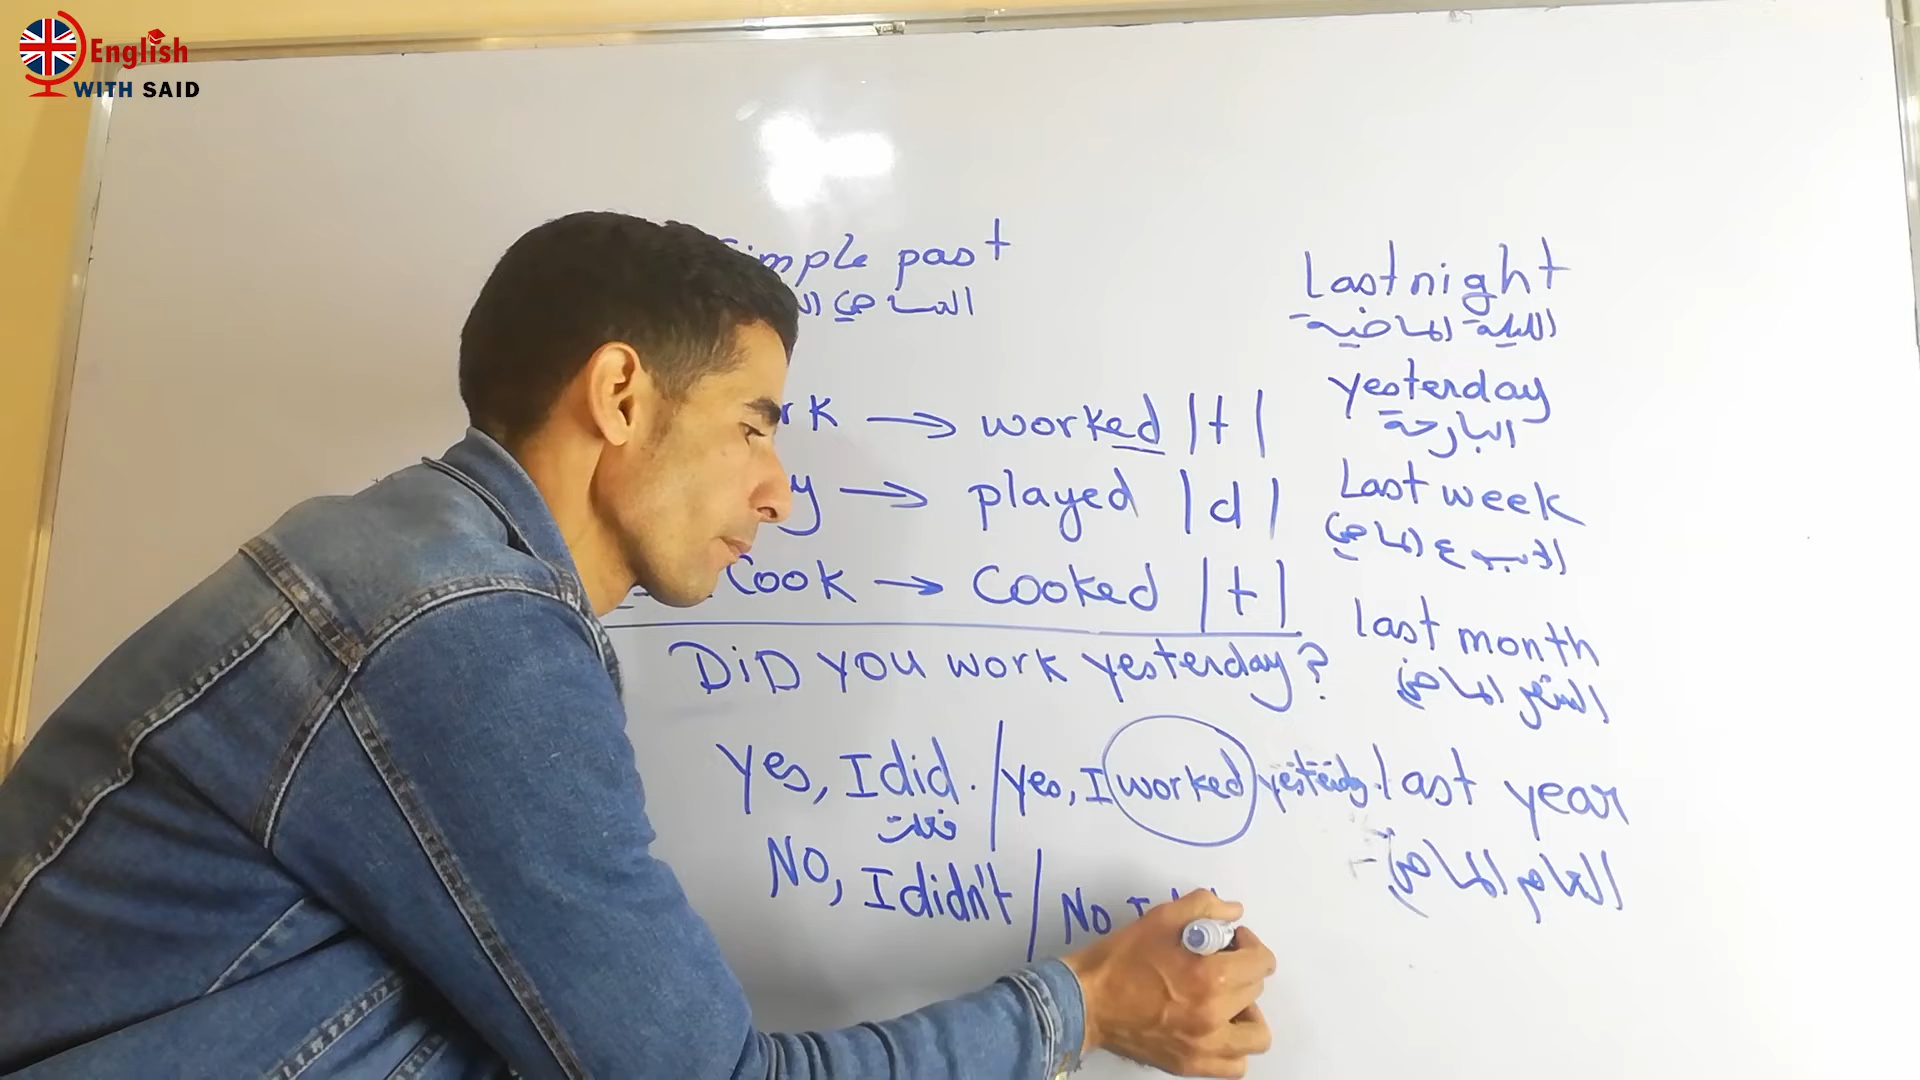 English
WITH SAID
Simple past
الماضي
rk → worked /t/
y → played /d/
Cook → Cooked /t/
DiD you work yesterday?
Yes, I did. / yes, I worked yesterday.
فعلت
NO, I didn't / No I
Last night
الليلة الماضية
yesterday
البارحة
Last week
الاسبوع الماضي
last month
الشهر الماضي
last year
العام الماضي